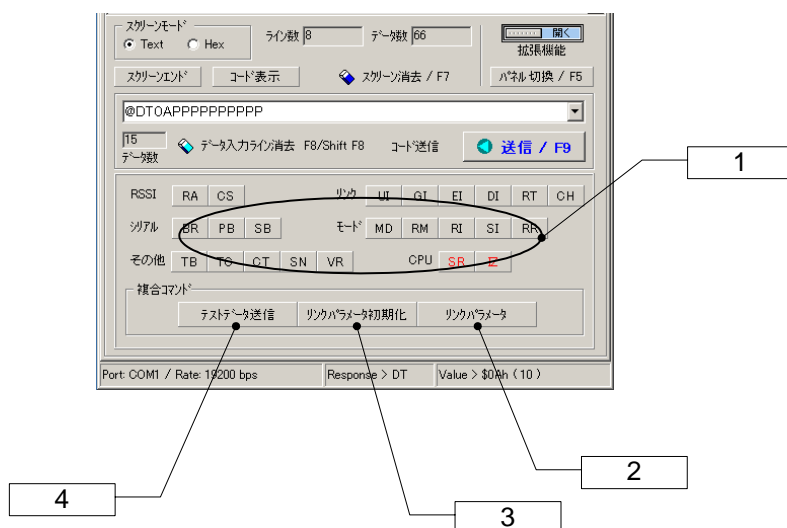 スクリーンモード
Text Hex
ライン数 8 データ数 66
開く
拡張機能
スクリーンエンド コード表示 スクリーン消去 / F7 パネル切換 / F5
@DT0APPPPPPPPPP
15 データ入力ライン消去 F8/Shift F8 コード送信 送信 / F9
データ数
1
RSSI RA CS リンク UI GI EI DI RT CH
シリアル BR PB SB モード MD RM RI SI RR
その他 TB TC CT SN VR CPU SR
複合コマンド
テストデータ送信 リンクパラメータ初期化 リンクパラメータ
Port: COM1 / Rate: 19200 bps Response > DT Value > $0Ah ( 10 )
2
4
3